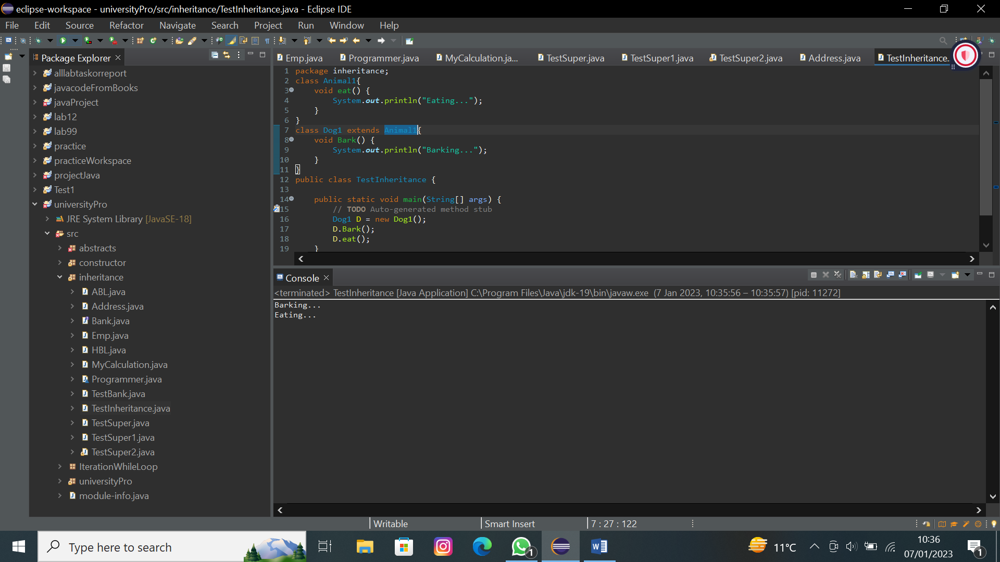 eclipse-workspace - universityPro/src/inheritance/TestInheritance.java - Eclipse IDE
File Edit Source Refactor Navigate Search Project Run Window Help
Package Explorer
alllabtaskorreport
javacodeFromBooks
javaProject
lab12
lab99
practice
practiceWorkspace
projectJava
Test1
universityPro
JRE System Library [JavaSE-18]
src
abstracts
constructor
inheritance
ABL.java
Address.java
Bank.java
Emp.java
HBL.java
MyCalculation.java
Programmer.java
TestBank.java
TestInheritance.java
TestSuper.java
TestSuper1.java
TestSuper2.java
IterationWhileLoop
universityPro
module-info.java
Emp.java Programmer.java MyCalculation.ja... TestSuper.java TestSuper1.java TestSuper2.java Address.java TestInheritance.
1 package inheritance;
2 class Animal1{
3 void eat() {
4 System.out.println("Eating...");
5 }
6 }
7 class Dog1 extends Animal1{
8 void Bark() {
9 System.out.println("Barking...");
10 }
11 }
12 public class TestInheritance {
13
14 public static void main(String[] args) {
15 // TODO Auto-generated method stub
16 Dog1 D = new Dog1();
17 D.Bark();
18 D.eat();
19 }
Console
<terminated> TestInheritance [Java Application] C:\Program Files\Java\jdk-19\bin\javaw.exe (7 Jan 2023, 10:35:56 – 10:35:57) [pid: 11272]
Barking...
Eating...
Writable Smart Insert 7 : 27 : 122
Type here to search
1
11°C
10:36
07/01/2023
1